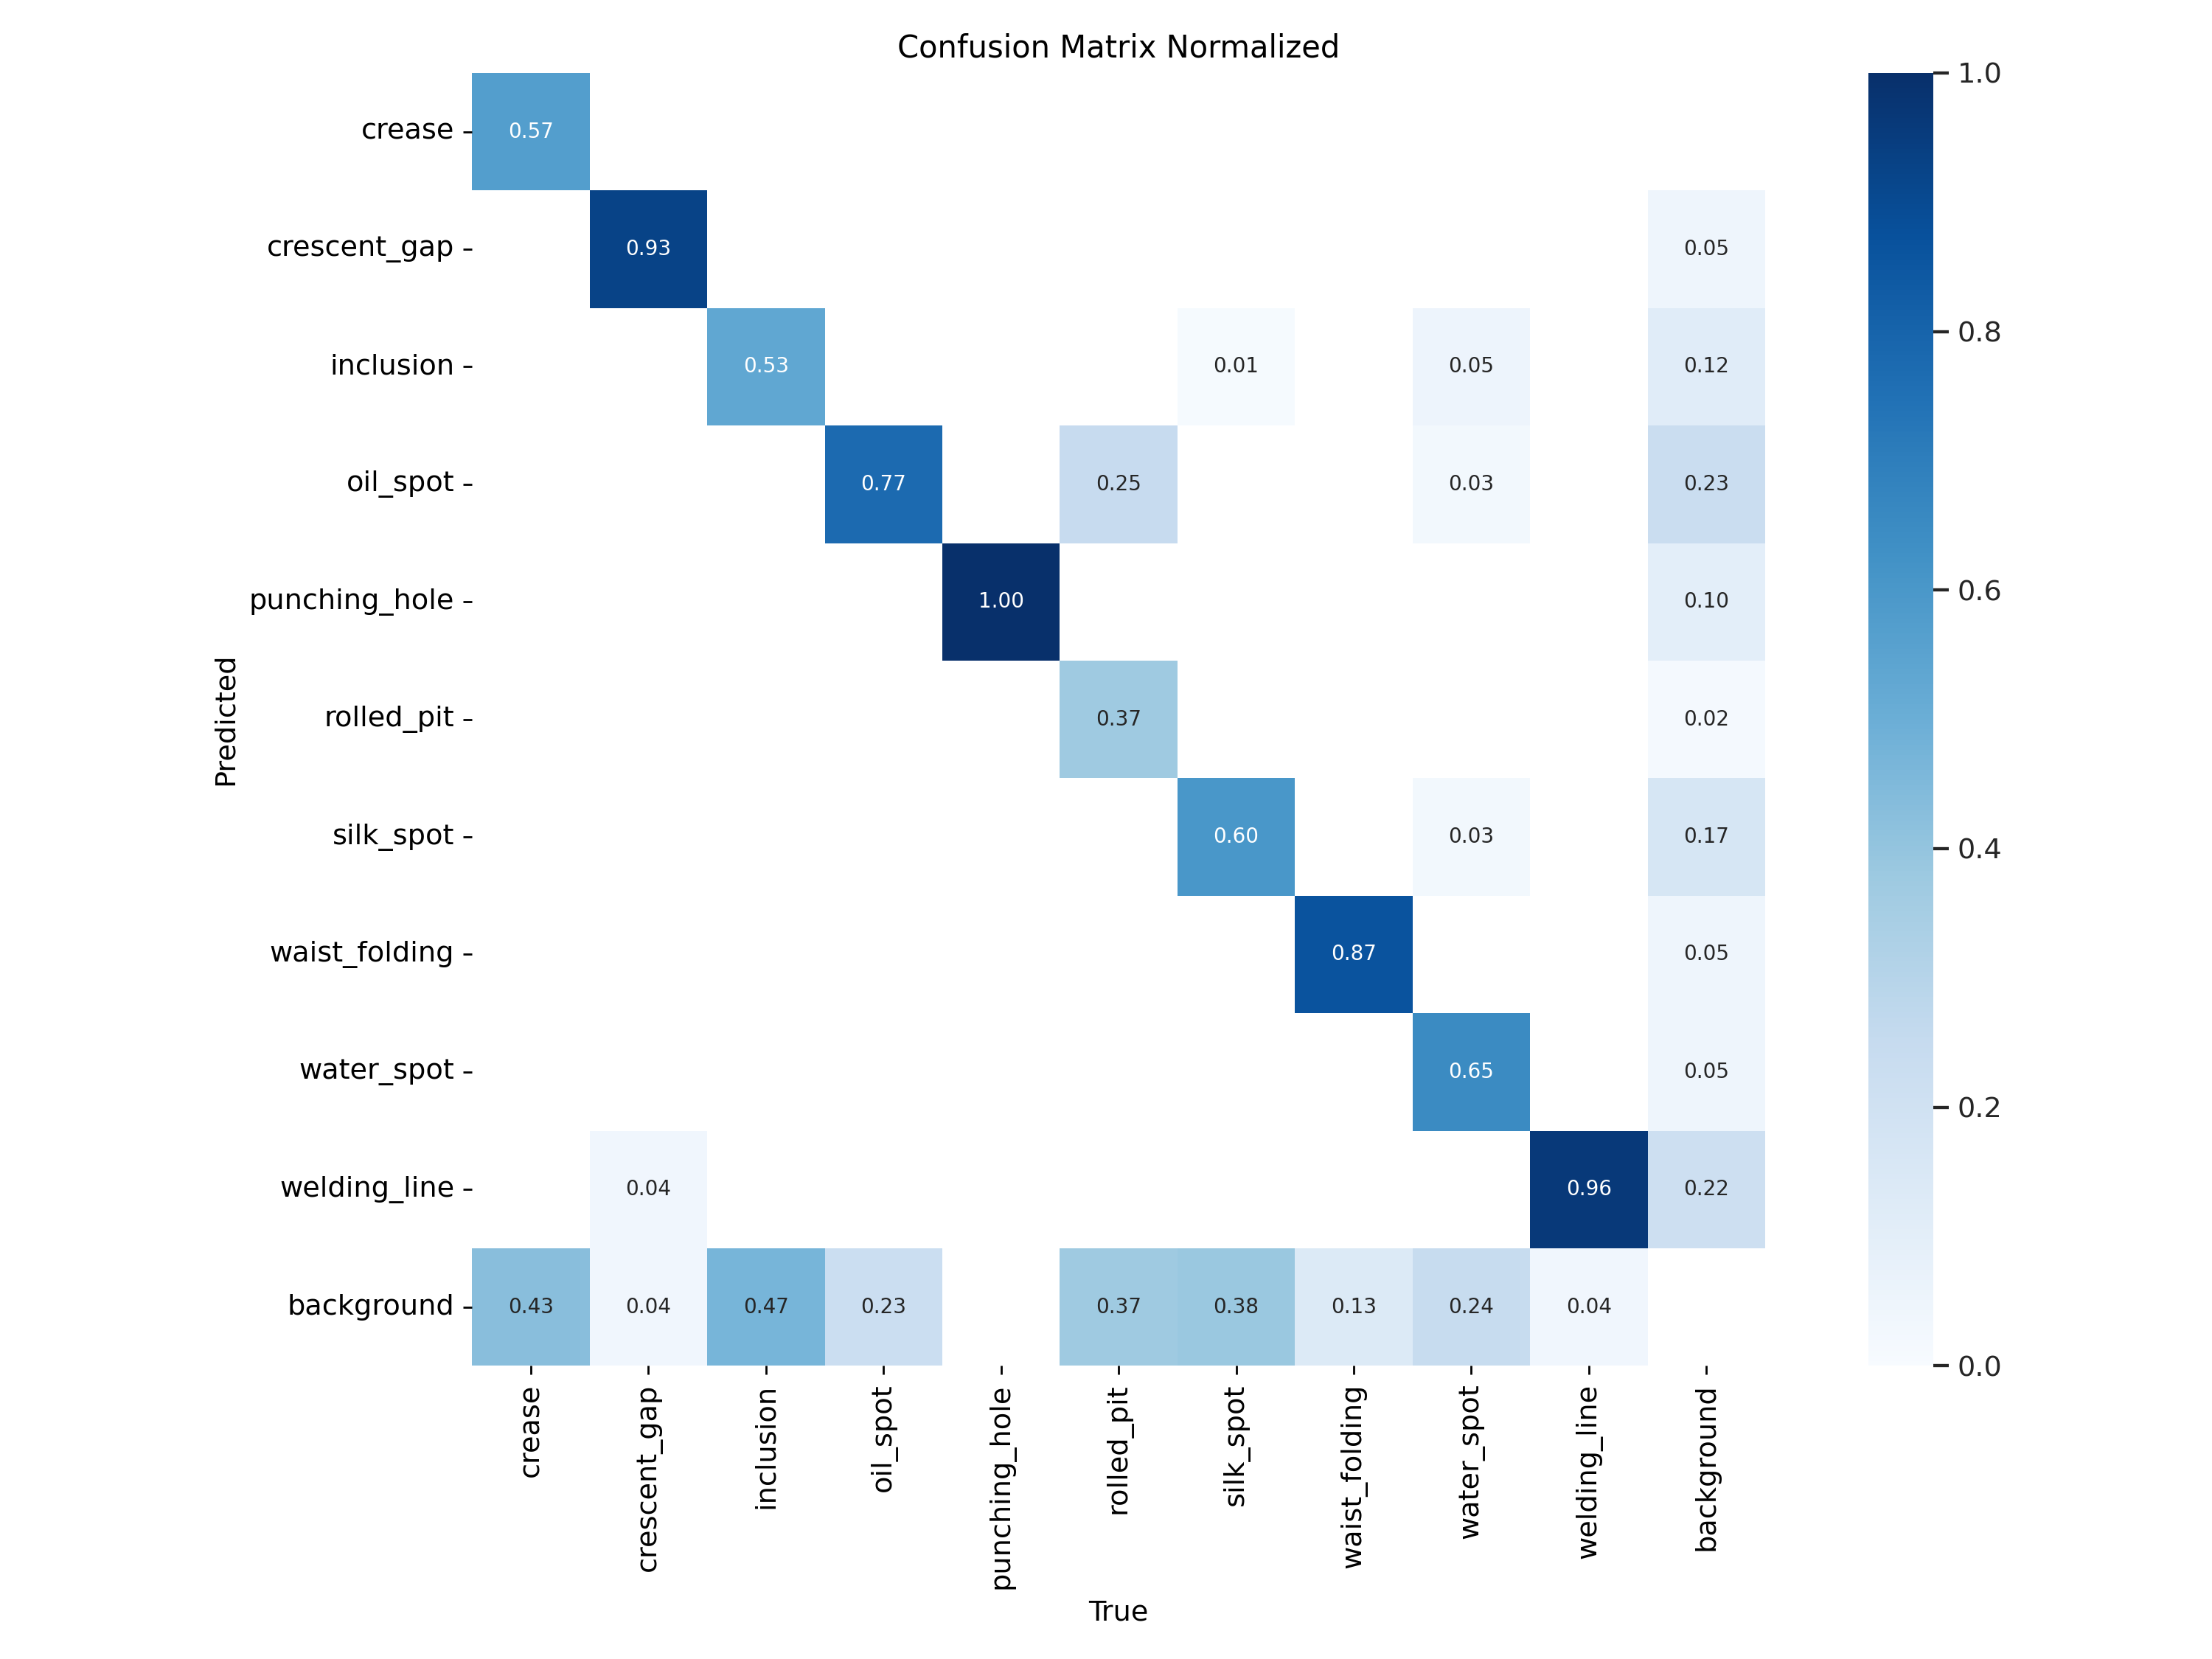 Confusion Matrix Normalized
crease 0.57
crescent_gap 0.93 0.05
inclusion 0.53 0.01 0.05 0.12
oil_spot 0.77 0.25 0.03 0.23
punching_hole 1.00 0.10
rolled_pit 0.37 0.02
silk_spot 0.60 0.03 0.17
waist_folding 0.87 0.05
water_spot 0.65 0.05
welding_line 0.04 0.96 0.22
background 0.43 0.04 0.47 0.23 0.37 0.38 0.13 0.24 0.04
Predicted
crease
crescent_gap
inclusion
oil_spot
punching_hole
rolled_pit
silk_spot
waist_folding
water_spot
welding_line
background
True
1.0
0.8
0.6
0.4
0.2
0.0